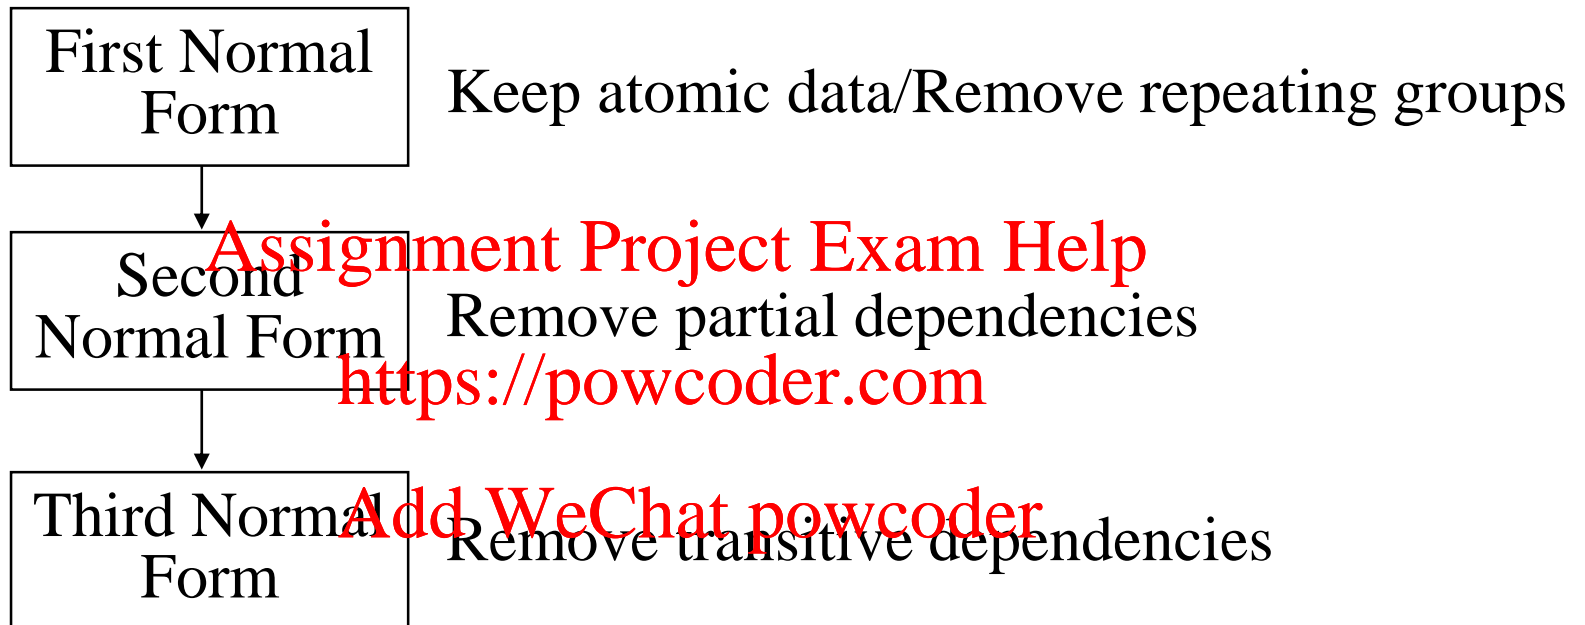 First Normal
Form
Keep atomic data/Remove repeating groups
Assignment Project Exam Help
Second
Normal Form
Remove partial dependencies
https://powcoder.com
Third Normal
Form
Add WeChat powcoder
Remove transitive dependencies